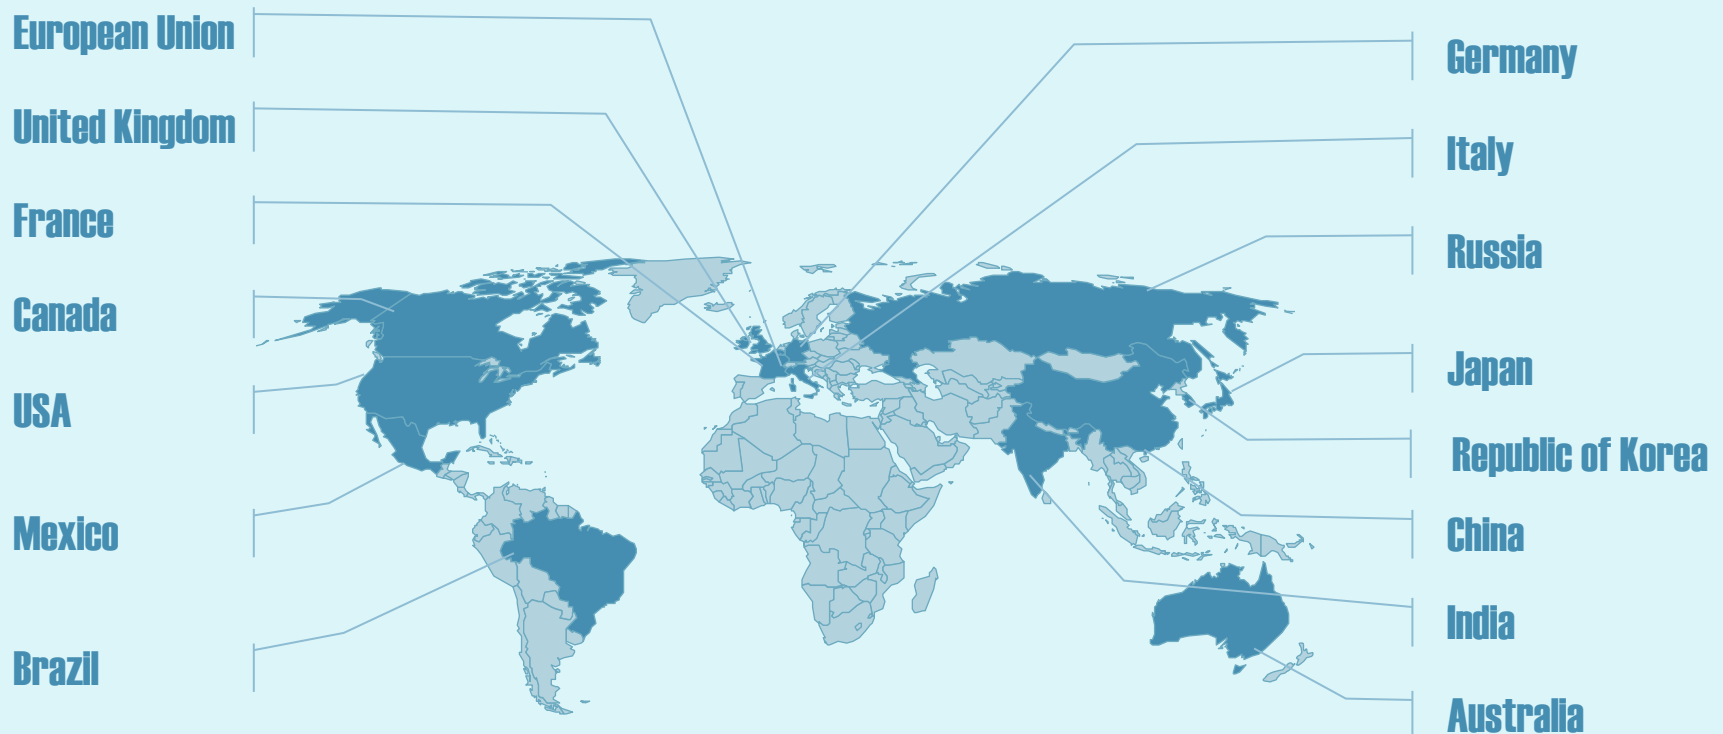 European Union
United Kingdom
France
Canada
USA
Mexico
Brazil
Germany
Italy
Russia
Japan
Republic of Korea
China
India
Australia